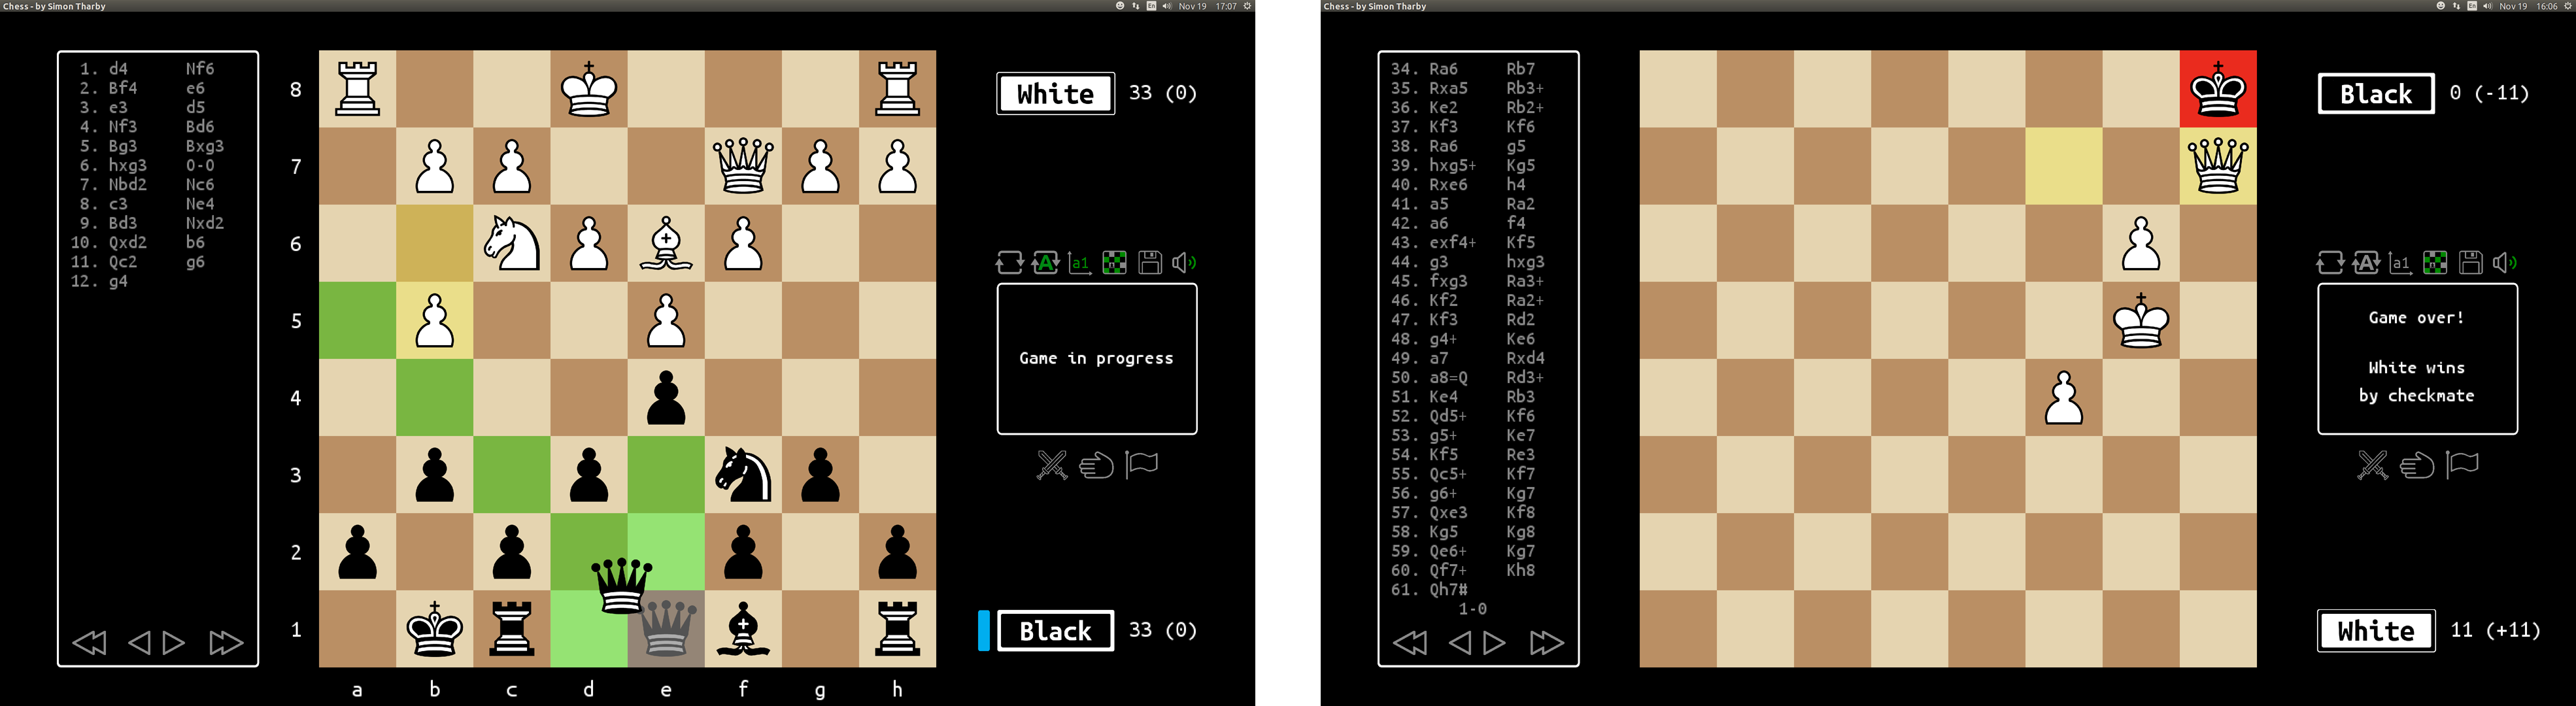 Chess - by Simon Tharby
En Nov 19 17:07
1. d4 Nf6
2. Bf4 e6
3. e3 d5
4. Nf3 Bd6
5. Bg3 Bxg3
6. hxg3 0-0
7. Nbd2 Nc6
8. c3 Ne4
9. Bd3 Nxd2
10. Qxd2 b6
11. Qc2 g6
12. g4
8
7
6
5
4
3
2
1
a b c d e f g h
White 33 (0)
A a1
Game in progress
Black 33 (0)
Chess - by Simon Tharby
En Nov 19 16:06
34. Ra6 Rb7
35. Rxa5 Rb3+
36. Ke2 Rb2+
37. Kf3 Kf6
38. Ra6 g5
39. hxg5+ Kg5
40. Rxe6 h4
41. a5 Ra2
42. a6 f4
43. exf4+ Kf5
44. g3 hxg3
45. fxg3 Ra3+
46. Kf2 Ra2+
47. Kf3 Rd2
48. g4+ Ke6
49. a7 Rxd4
50. a8=Q Rd3+
51. Ke4 Rb3
52. Qd5+ Kf6
53. g5+ Ke7
54. Kf5 Re3
55. Qc5+ Kf7
56. g6+ Kg7
57. Qxe3 Kf8
58. Kg5 Kg8
59. Qe6+ Kg7
60. Qf7+ Kh8
61. Qh7#
1-0
Black 0 (-11)
A a1
Game over!
White wins
by checkmate
White 11 (+11)